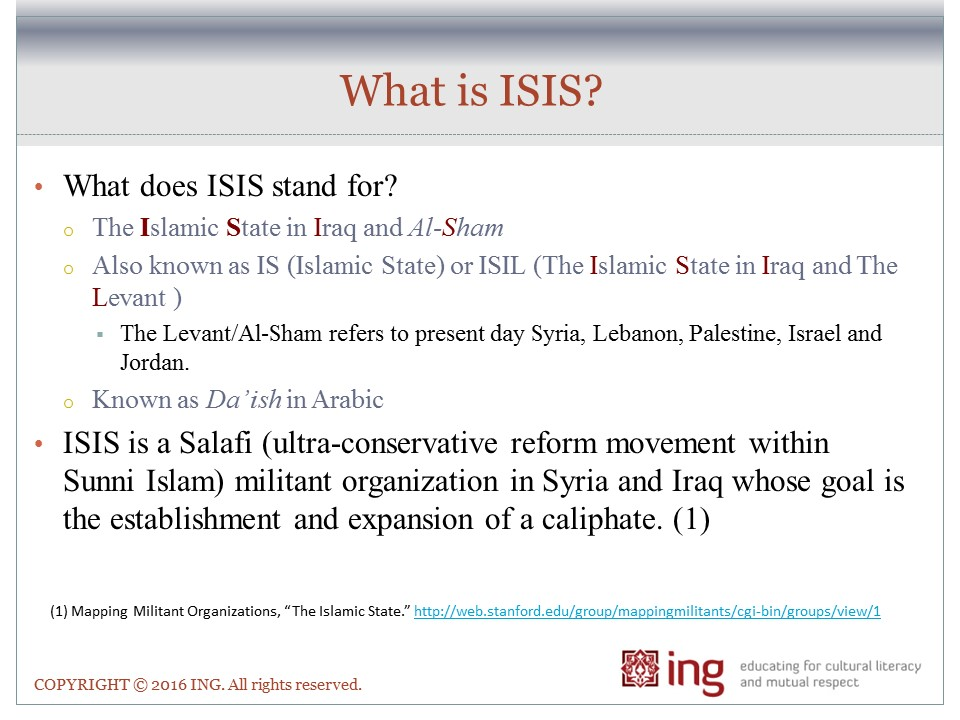 What is ISIS?
• What does ISIS stand for?
o The Islamic State in Iraq and Al-Sham
o Also known as IS (Islamic State) or ISIL (The Islamic State in Iraq and The
Levant )
▪ The Levant/Al-Sham refers to present day Syria, Lebanon, Palestine, Israel and
Jordan.
o Known as Da’ish in Arabic
• ISIS is a Salafi (ultra-conservative reform movement within
Sunni Islam) militant organization in Syria and Iraq whose goal is
the establishment and expansion of a caliphate. (1)
(1) Mapping Militant Organizations, “The Islamic State.” http://web.stanford.edu/group/mappingmilitants/cgi-bin/groups/view/1
COPYRIGHT © 2016 ING. All rights reserved.
ing
educating for cultural literacy
and mutual respect